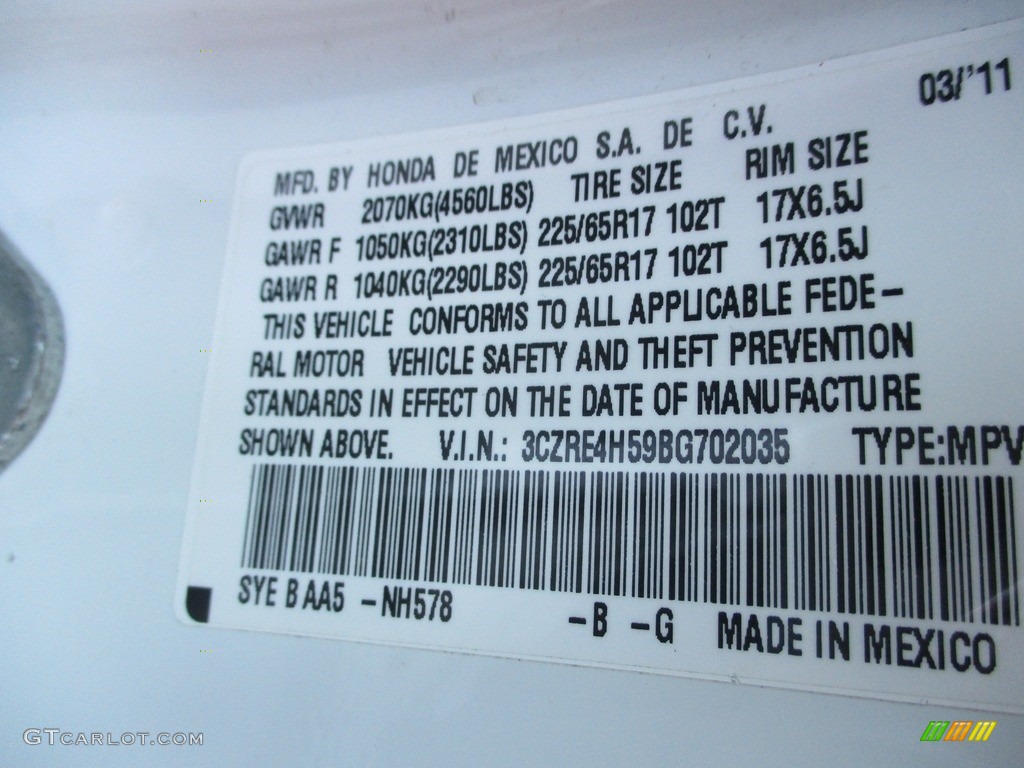 03/'11
MFD. BY HONDA DE MEXICO S.A. DE C.V.
GVWR 2070KG(4560LBS) TIRE SIZE RIM SIZE
GAWR F 1050KG(2310LBS) 225/65R17 102T 17X6.5J
GAWR R 1040KG(2290LBS) 225/65R17 102T 17X6.5J
THIS VEHICLE CONFORMS TO ALL APPLICABLE FEDE-
RAL MOTOR VEHICLE SAFETY AND THEFT PREVENTION
STANDARDS IN EFFECT ON THE DATE OF MANUFACTURE
SHOWN ABOVE. V.I.N.: 3CZRE4H59BG702035 TYPE:MPV
SYE B AA5 -NH578 -B -G MADE IN MEXICO
GTCARLOT.COM